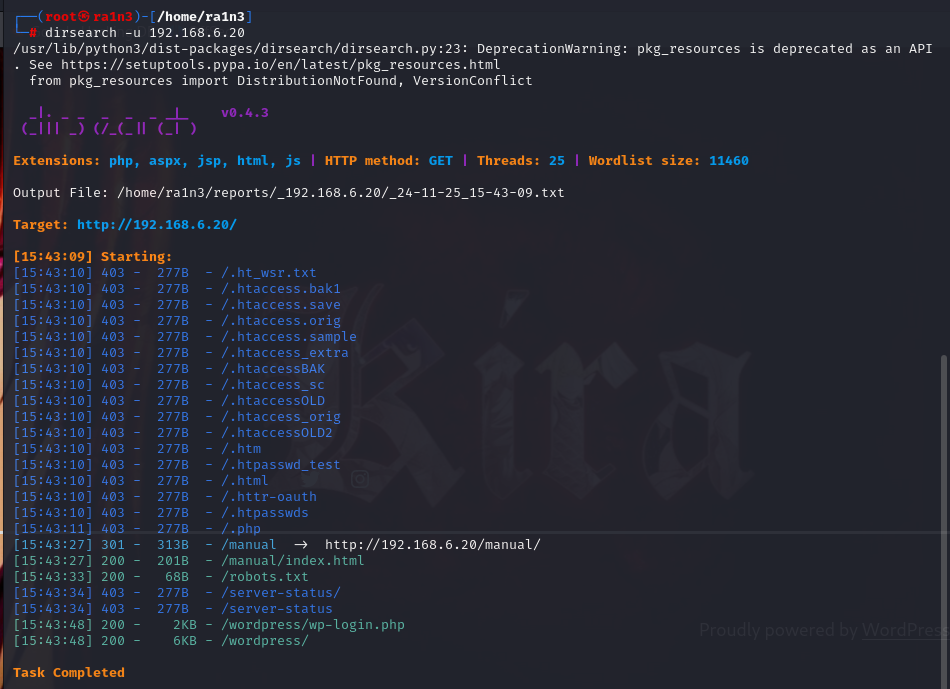 ┌──(root㉿ra1n3)-[/home/ra1n3]
└─# dirsearch -u 192.168.6.20
/usr/lib/python3/dist-packages/dirsearch/dirsearch.py:23: DeprecationWarning: pkg_resources is deprecated as an API
. See https://setuptools.pypa.io/en/latest/pkg_resources.html
  from pkg_resources import DistributionNotFound, VersionConflict
v0.4.3
Extensions: php, aspx, jsp, html, js | HTTP method: GET | Threads: 25 | Wordlist size: 11460
Output File: /home/ra1n3/reports/_192.168.6.20/_24-11-25_15-43-09.txt
Target: http://192.168.6.20/
[15:43:09] Starting:
[15:43:10] 403 -  277B  - /.ht_wsr.txt
[15:43:10] 403 -  277B  - /.htaccess.bak1
[15:43:10] 403 -  277B  - /.htaccess.save
[15:43:10] 403 -  277B  - /.htaccess.orig
[15:43:10] 403 -  277B  - /.htaccess.sample
[15:43:10] 403 -  277B  - /.htaccess_extra
[15:43:10] 403 -  277B  - /.htaccessBAK
[15:43:10] 403 -  277B  - /.htaccess_sc
[15:43:10] 403 -  277B  - /.htaccessOLD
[15:43:10] 403 -  277B  - /.htaccess_orig
[15:43:10] 403 -  277B  - /.htaccessOLD2
[15:43:10] 403 -  277B  - /.htm
[15:43:10] 403 -  277B  - /.htpasswd_test
[15:43:10] 403 -  277B  - /.html
[15:43:10] 403 -  277B  - /.httr-oauth
[15:43:10] 403 -  277B  - /.htpasswds
[15:43:11] 403 -  277B  - /.php
[15:43:27] 301 -  313B  - /manual  ->  http://192.168.6.20/manual/
[15:43:27] 200 -  201B  - /manual/index.html
[15:43:33] 200 -   68B  - /robots.txt
[15:43:34] 403 -  277B  - /server-status/
[15:43:34] 403 -  277B  - /server-status
[15:43:48] 200 -    2KB - /wordpress/wp-login.php
[15:43:48] 200 -    6KB - /wordpress/
Task Completed
Kira
Proudly powered by WordPress